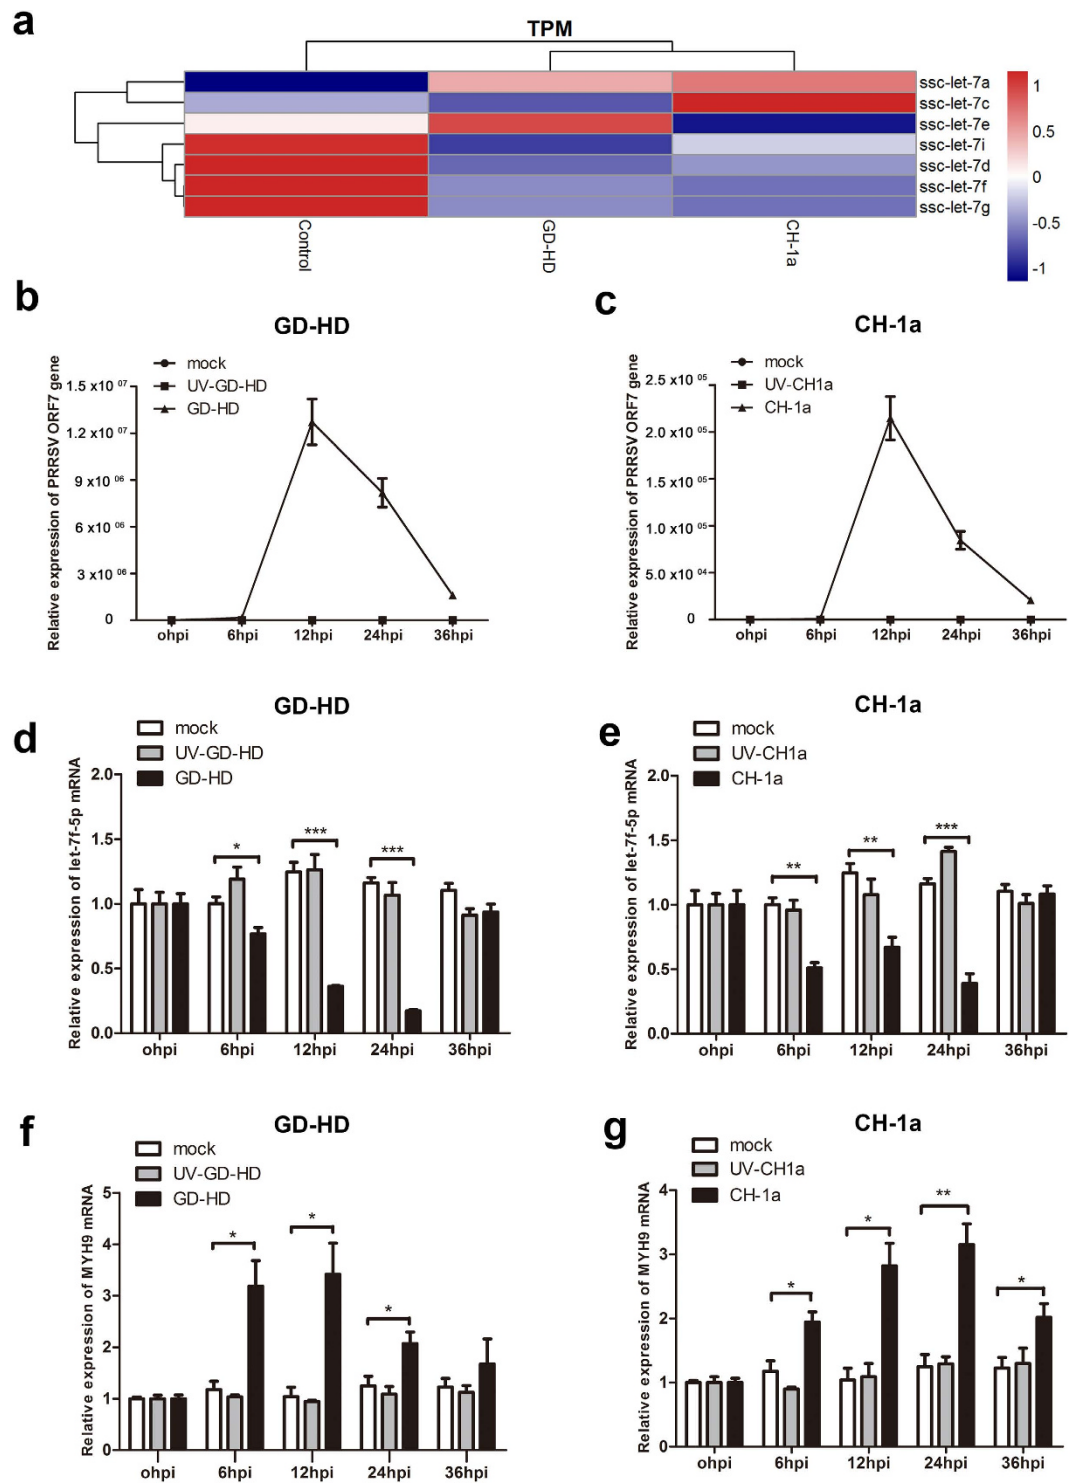 a
TPM
ssc-let-7a
ssc-let-7c
ssc-let-7e
ssc-let-7i
ssc-let-7d
ssc-let-7f
ssc-let-7g
1
0.5
0
-0.5
-1
Control
GD-HD
CH-1a
b
GD-HD
mock
UV-GD-HD
GD-HD
Relative expression of PRRSV ORF7 gene
1.5 x10 07
1.2 x10 07
9 x10 06
6 x10 06
3 x10 06
0
ohpi 6hpi 12hpi 24hpi 36hpi
c
CH-1a
mock
UV-CH1a
CH-1a
Relative expression of PRRSV ORF7 gene
2.5 x10 05
2.0 x10 05
1.5 x10 05
1.0 x10 05
5.0 x10 04
0
ohpi 6hpi 12hpi 24hpi 36hpi
d
GD-HD
mock
UV-GD-HD
GD-HD
Relative expression of let-7f-5p mRNA
2.0
1.5
1.0
0.5
0.0
* *** ***
ohpi 6hpi 12hpi 24hpi 36hpi
e
CH-1a
mock
UV-CH1a
CH-1a
Relative expression of let-7f-5p mRNA
2.0
1.5
1.0
0.5
0.0
** ** ***
ohpi 6hpi 12hpi 24hpi 36hpi
f
GD-HD
mock
UV-GD-HD
GD-HD
Relative expression of MYH9 mRNA
5
4
3
2
1
0
* * *
ohpi 6hpi 12hpi 24hpi 36hpi
g
CH-1a
mock
UV-CH1a
CH-1a
Relative expression of MYH9 mRNA
4
3
2
1
0
* * ** *
ohpi 6hpi 12hpi 24hpi 36hpi